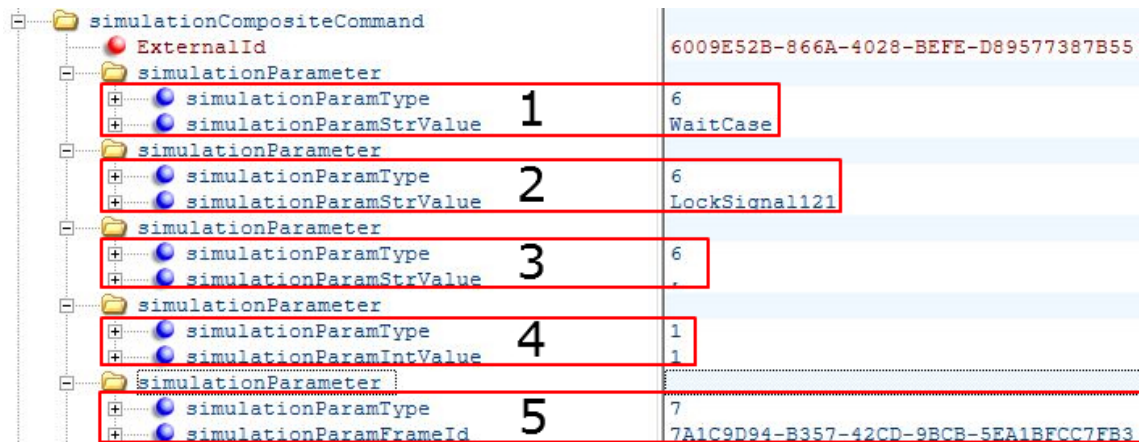 simulationCompositeCommand
ExternalId 6009E52B-866A-4028-BEFE-D89577387B55
simulationParameter
simulationParamType 1 6
simulationParamStrValue WaitCase
simulationParameter
simulationParamType 2 6
simulationParamStrValue LockSignal121
simulationParameter
simulationParamType 3 6
simulationParamStrValue ,
simulationParameter
simulationParamType 4 1
simulationParamIntValue 1
simulationParameter
simulationParamType 5 7
simulationParamFrameId 7A1C9D94-B357-42CD-9BCB-5EA1BFCC7FB3